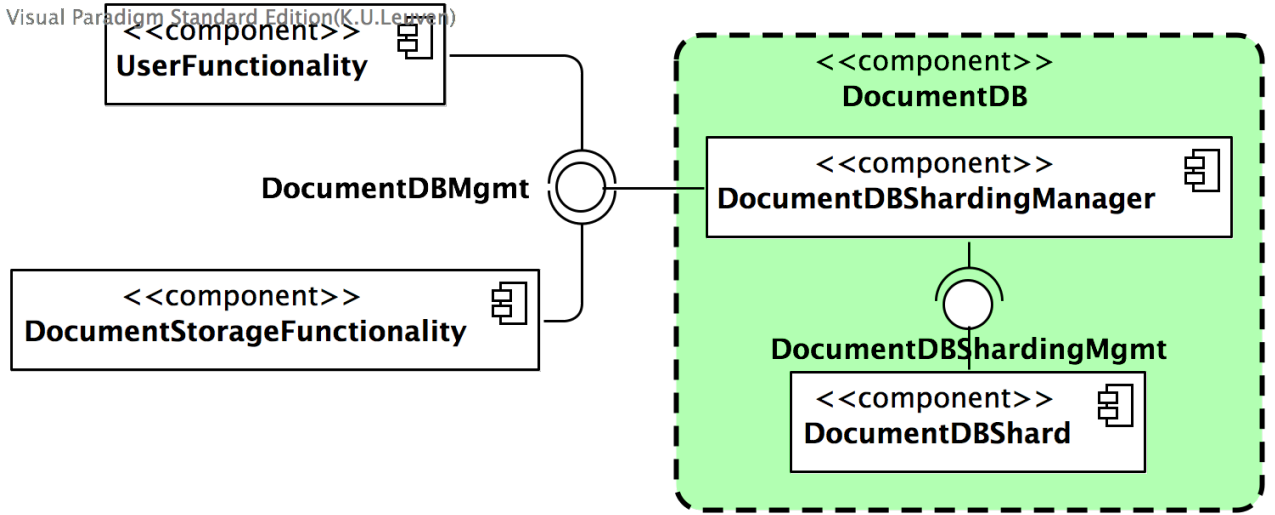 Visual Paradigm Standard Edition(K.U.Leuven)
<<component>>
UserFunctionality
<<component>>
DocumentDB
<<component>>
DocumentDBShardingManager
DocumentDBMgmt
<<component>>
DocumentStorageFunctionality
DocumentDBShardingMgmt
<<component>>
DocumentDBShard